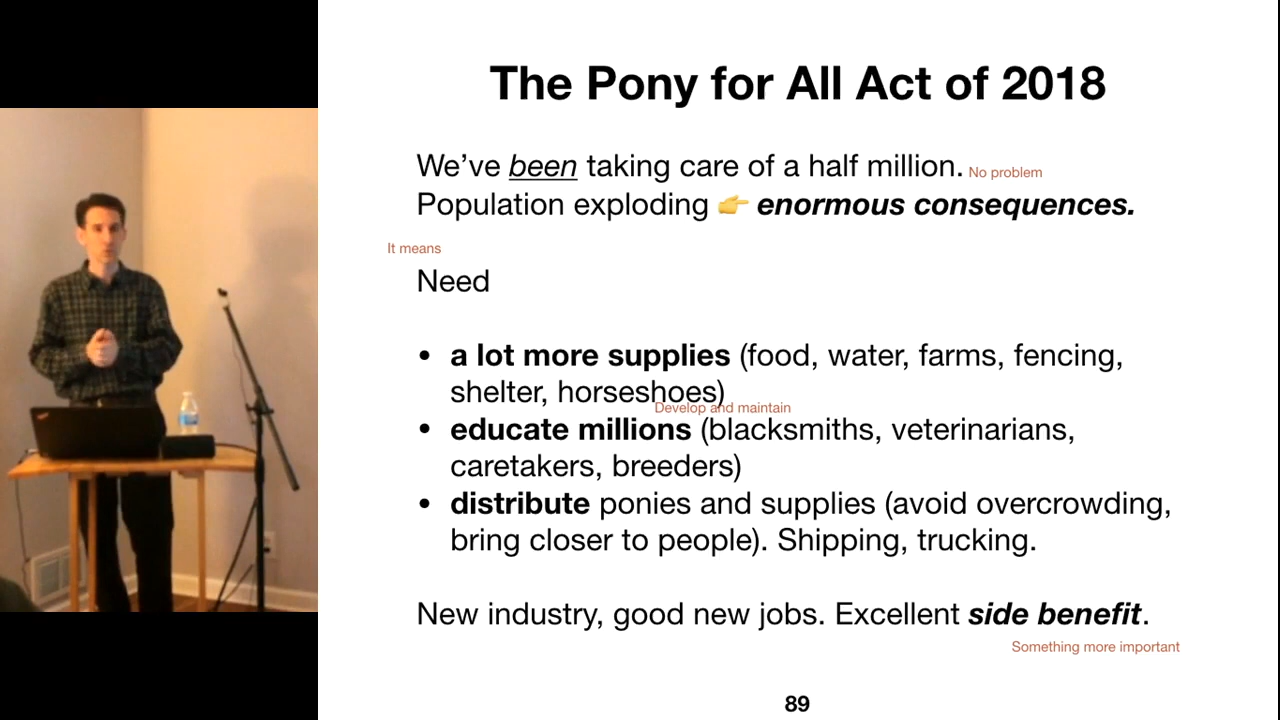 The Pony for All Act of 2018
We’ve been taking care of a half million. No problem
Population exploding 👉 enormous consequences.
It means
Need
• a lot more supplies (food, water, farms, fencing,
shelter, horseshoes)
Develop and maintain
• educate millions (blacksmiths, veterinarians,
caretakers, breeders)
• distribute ponies and supplies (avoid overcrowding,
bring closer to people). Shipping, trucking.
New industry, good new jobs. Excellent side benefit.
Something more important
89